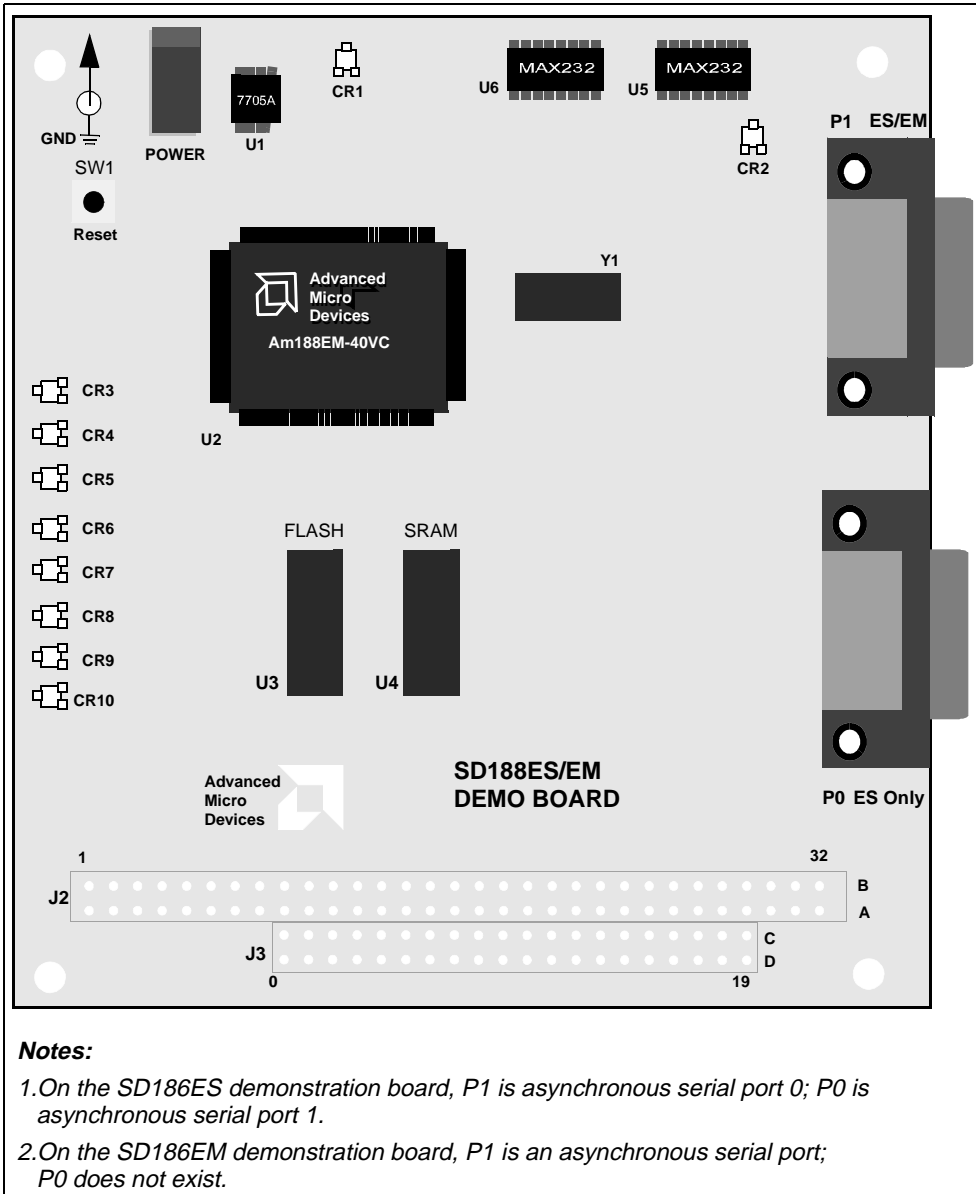 GND
SW1
Reset
POWER
7705A
U1
CR1
U6
MAX232
U5
MAX232
CR2
P1 ES/EM
Advanced
Micro
Devices
Am188EM-40VC
U2
Y1
CR3
CR4
CR5
CR6
CR7
CR8
CR9
CR10
FLASH
U3
SRAM
U4
P0 ES Only
Advanced
Micro
Devices
SD188ES/EM
DEMO BOARD
1
32
J2
B
A
J3
C
D
0
19
Notes:
1.On the SD186ES demonstration board, P1 is asynchronous serial port 0; P0 is
asynchronous serial port 1.
2.On the SD186EM demonstration board, P1 is an asynchronous serial port;
P0 does not exist.